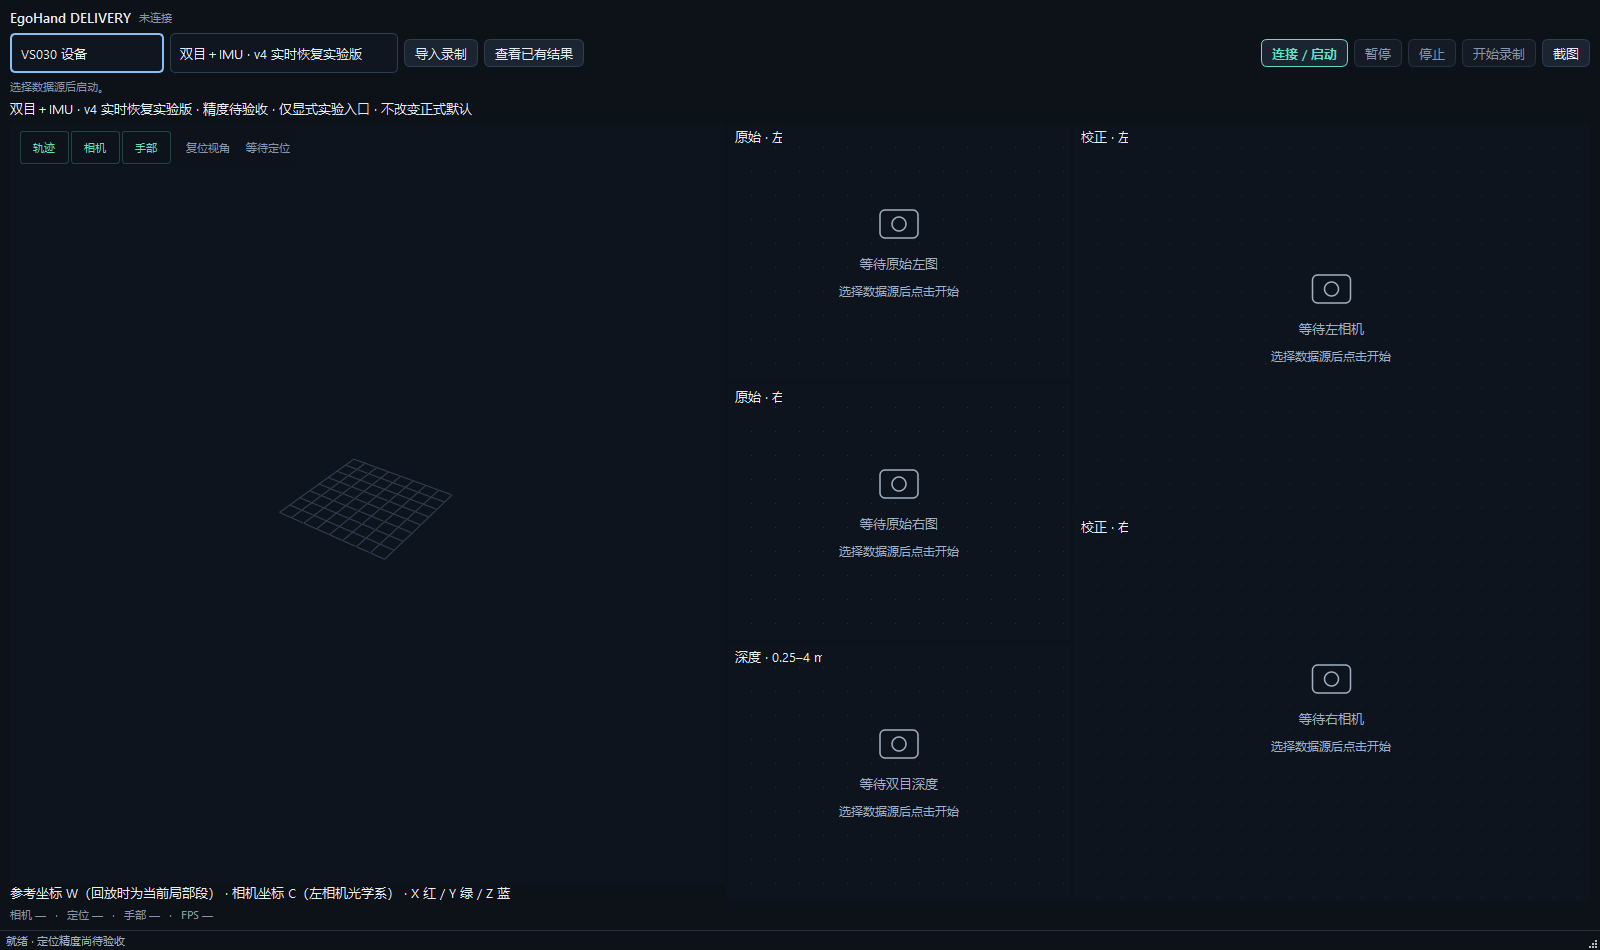 EgoHand DELIVERY 未连接
VS030 设备 双目 + IMU · v4 实时恢复实验版 导入录制 查看已有结果 连接 / 启动 暂停 停止 开始录制 截图
选择数据源后启动。
双目 + IMU · v4 实时恢复实验版 · 精度待验收 · 仅显式实验入口 · 不改变正式默认
轨迹 相机 手部 复位视角 等待定位
原始 · 左
等待原始左图
选择数据源后点击开始
原始 · 右
等待原始右图
选择数据源后点击开始
深度 · 0.25–4 m
等待双目深度
选择数据源后点击开始
校正 · 左
等待左相机
选择数据源后点击开始
校正 · 右
等待右相机
选择数据源后点击开始
参考坐标 W（回放时为当前局部段） · 相机坐标 C（左相机光学系） · X 红 / Y 绿 / Z 蓝
相机 — · 定位 — · 手部 — · FPS —
就绪 · 定位精度尚待验收